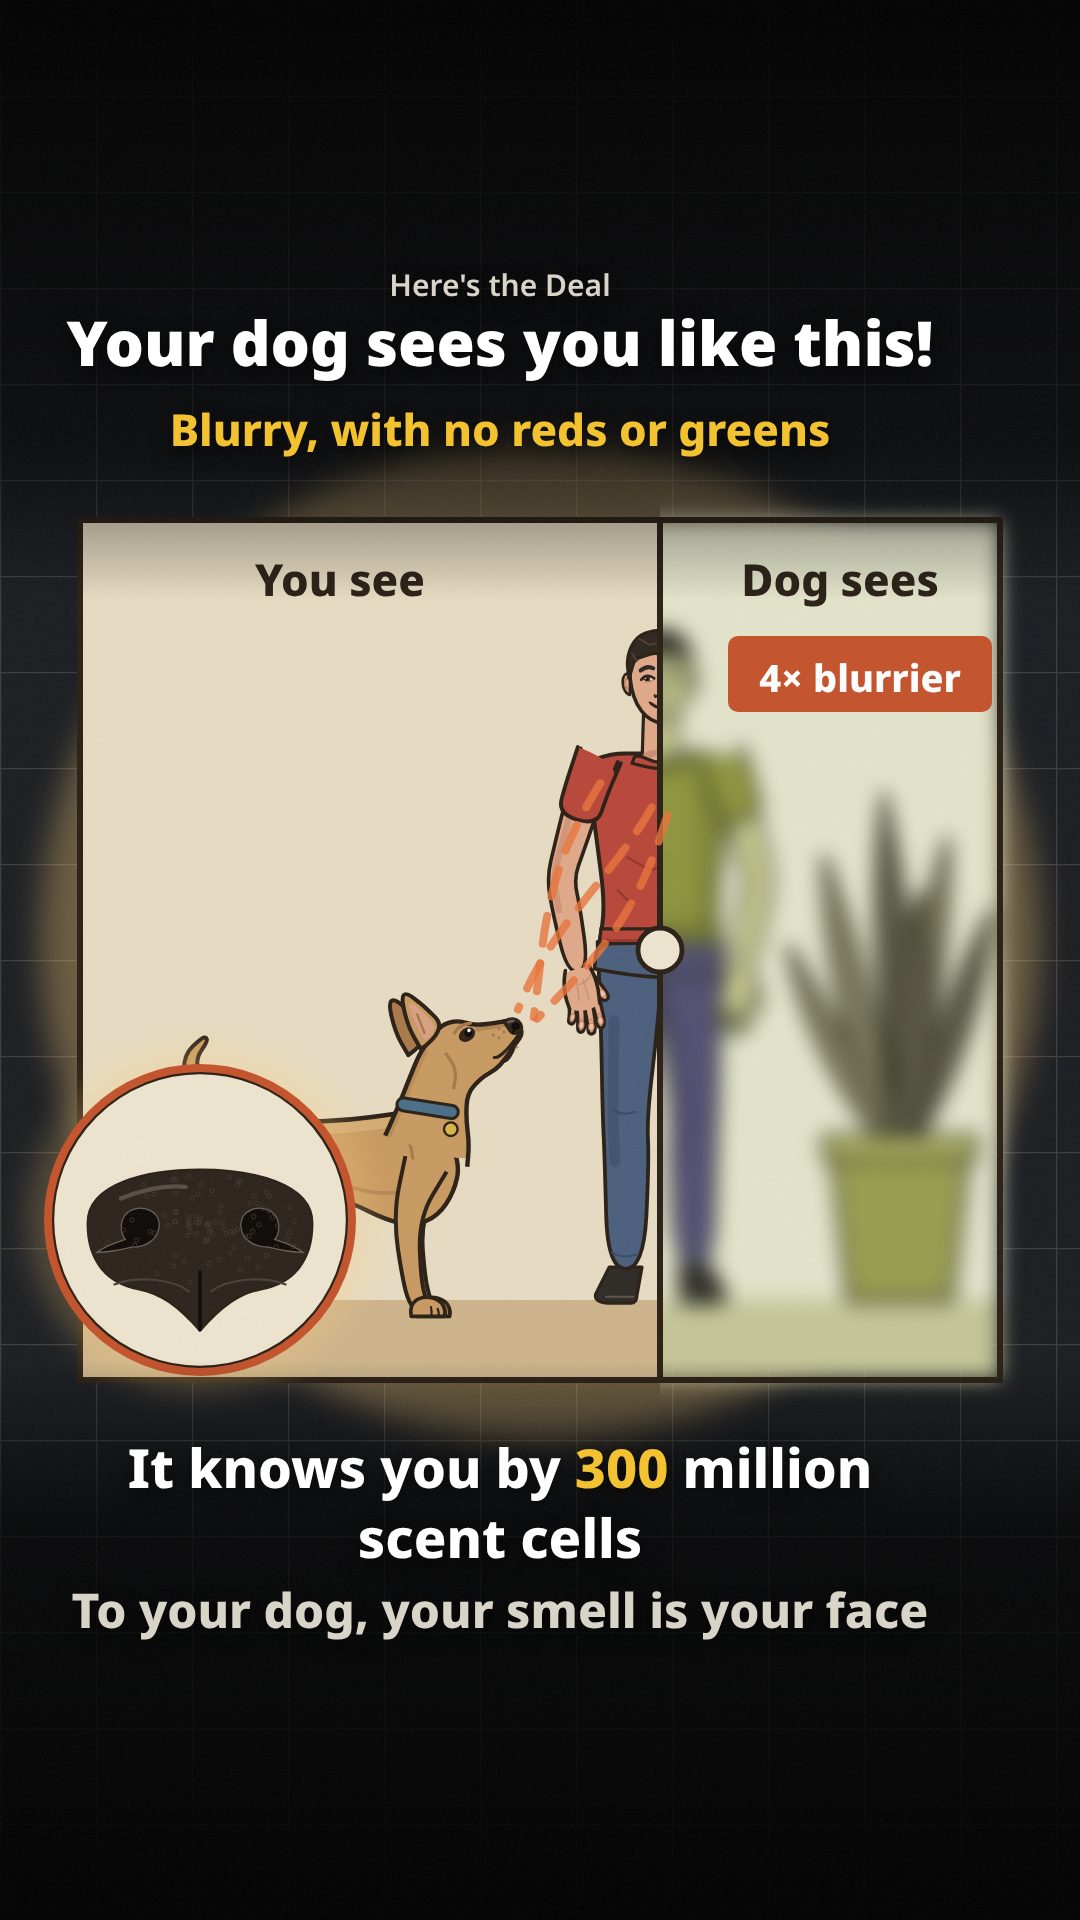 Here's the Deal
Your dog sees you like this!
Blurry, with no reds or greens
You see
Dog sees
4× blurrier
It knows you by 300 million
scent cells
To your dog, your smell is your face